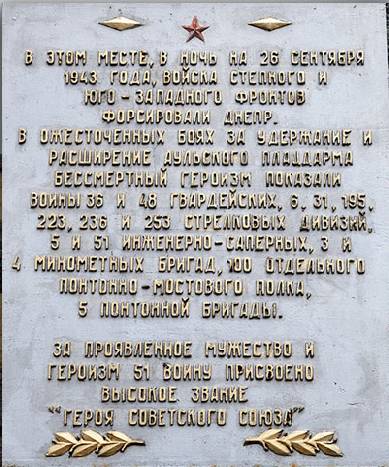 В ЭТОМ МЕСТЕ, В НОЧЬ НА 26 СЕНТЯБРЯ
1943 ГОДА, ВОЙСКА СТЕПНОГО И
ЮГО-ЗАПАДНОГО ФРОНТОВ
ФОРСИРОВАЛИ ДНЕПР.
В ОЖЕСТОЧЕННЫХ БОЯХ ЗА УДЕРЖАНИЕ И
РАСШИРЕНИЕ АУЛЬСКОГО ПЛАЦДАРМА
БЕССМЕРТНЫЙ ГЕРОИЗМ ПОКАЗАЛИ
ВОИНЫ 36 И 48 ГВАРДЕЙСКИХ, 6, 31, 195,
223, 236 И 253 СТРЕЛКОВЫХ ДИВИЗИЙ,
5 И 51 ИНЖЕНЕРНО-САПЕРНЫХ, 3 И
4 МИНОМЕТНЫХ БРИГАД, 100 ОТДЕЛЬНОГО
ПОНТОННО-МОСТОВОГО ПОЛКА,
5 ПОНТОННОЙ БРИГАДЫ.
ЗА ПРОЯВЛЕННОЕ МУЖЕСТВО И
ГЕРОИЗМ 51 ВОИНУ ПРИСВОЕНО
ВЫСОКОЕ ЗВАНИЕ
"ГЕРОЯ СОВЕТСКОГО СОЮЗА"